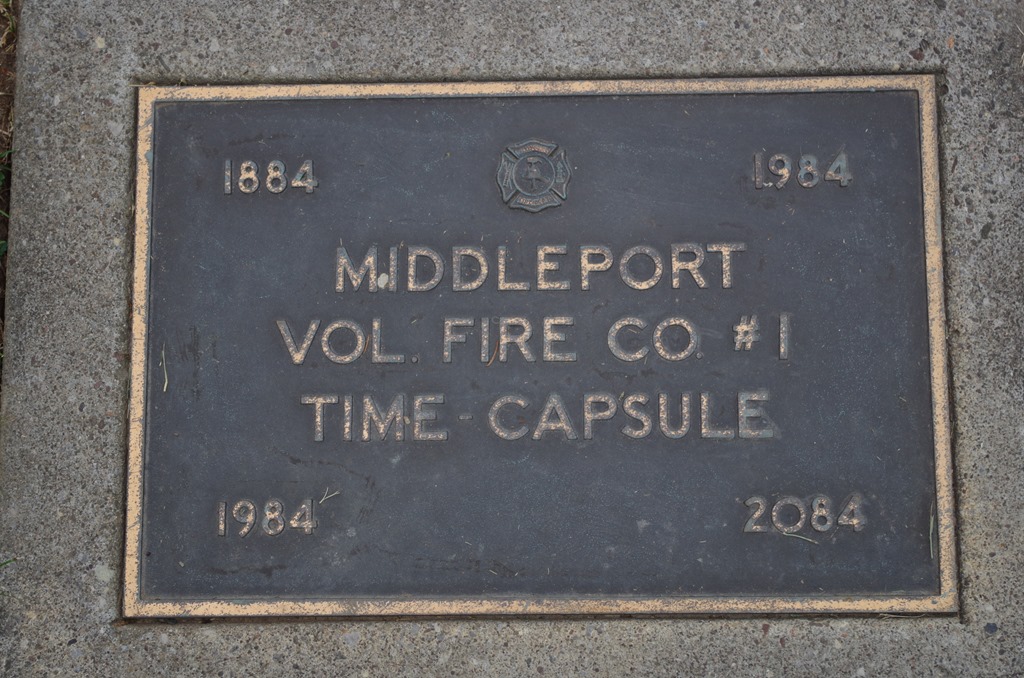 1884 1984
MIDDLEPORT
VOL. FIRE CO. #1
TIME-CAPSULE
1984 2084